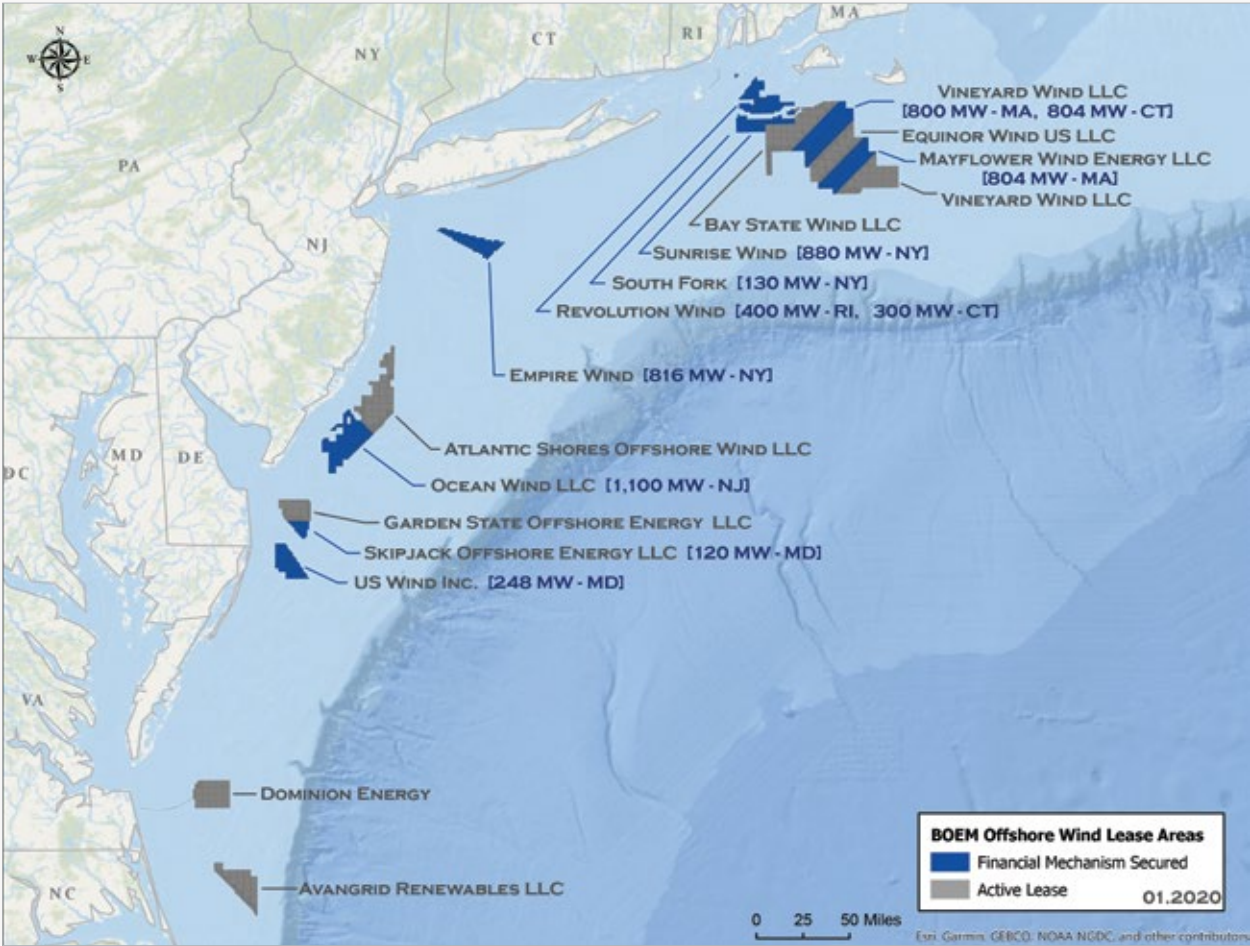 N
W E
S
NY
CT
RI
MA
PA
NJ
MD
DE
DC
VA
NC
VINEYARD WIND LLC
[800 MW - MA, 804 MW - CT]
EQUINOR WIND US LLC
MAYFLOWER WIND ENERGY LLC
[804 MW - MA]
VINEYARD WIND LLC
BAY STATE WIND LLC
SUNRISE WIND [880 MW - NY]
SOUTH FORK [130 MW - NY]
REVOLUTION WIND [400 MW - RI, 300 MW - CT]
EMPIRE WIND [816 MW - NY]
ATLANTIC SHORES OFFSHORE WIND LLC
OCEAN WIND LLC [1,100 MW - NJ]
GARDEN STATE OFFSHORE ENERGY LLC
SKIPJACK OFFSHORE ENERGY LLC [120 MW - MD]
US WIND INC. [248 MW - MD]
DOMINION ENERGY
AVANGRID RENEWABLES LLC
BOEM Offshore Wind Lease Areas
Financial Mechanism Secured
Active Lease
01.2020
0 25 50 Miles
Esri, Garmin, GEBCO, NOAA NGDC, and other contributors